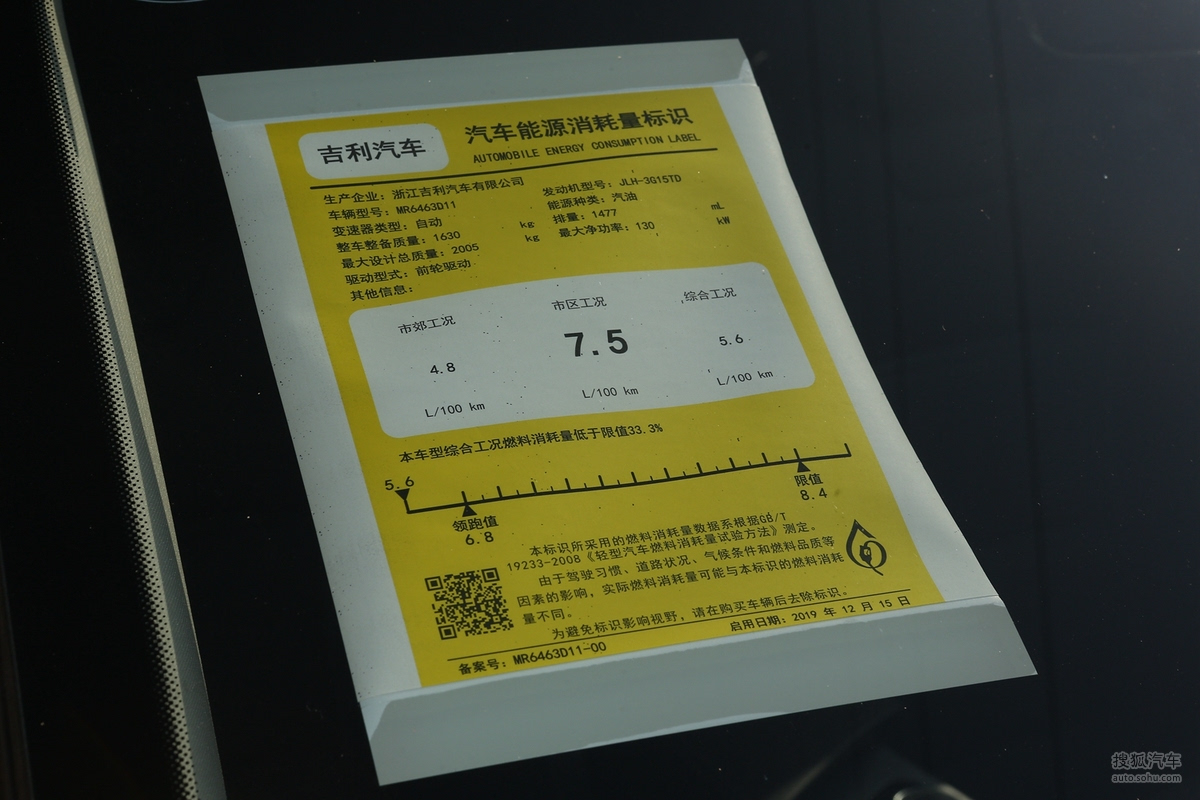 吉利汽车
汽车能源消耗量标识
AUTOMOBILE ENERGY CONSUMPTION LABEL
生产企业：浙江吉利汽车有限公司
车辆型号：MR6463D11
变速器类型：自动
整车整备质量：1630 kg
最大设计总质量：2005 kg
驱动型式：前轮驱动
其他信息：
发动机型号：JLH-3G15TD
能源种类：汽油
排量：1477 mL
最大净功率：130 kW
市郊工况 市区工况 综合工况
4.8 7.5 5.6
L/100 km L/100 km L/100 km
本车型综合工况燃料消耗量低于限值33.3%
5.6
领跑值
6.8
限值
8.4
本标识所采用的燃料消耗量数据系根据GB/T
19233-2008《轻型汽车燃料消耗量试验方法》测定。
由于驾驶习惯、道路状况、气候条件和燃料品质等
因素的影响，实际燃料消耗量可能与本标识的燃料消耗
量不同。
为避免标识影响视野，请在购买车辆后去除标识。
备案号：MR6463D11-00
启用日期：2019 年 12 月 15 日
搜狐汽车
auto.sohu.com